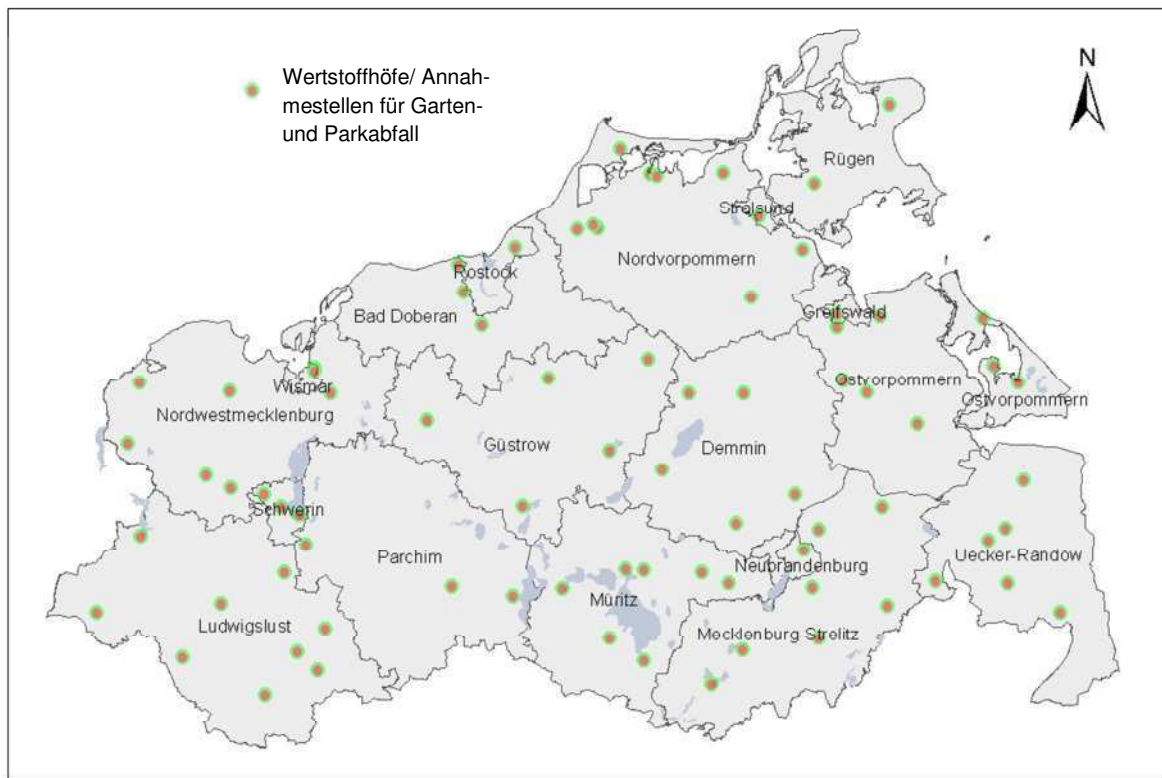 Wertstoffhöfe/ Annah-
mestellen für Garten-
und Parkabfall
N
Rügen
Stralsund
Nordvorpommern
Rostock
Bad Doberan
Greifswald
Wismar
Ostvorpommern
Ostvorpommern
Nordwestmecklenburg
Güstrow
Demmin
Schwerin
Parchim
Neubrandenburg
Uecker-Randow
Müritz
Ludwigslust
Mecklenburg Strelitz